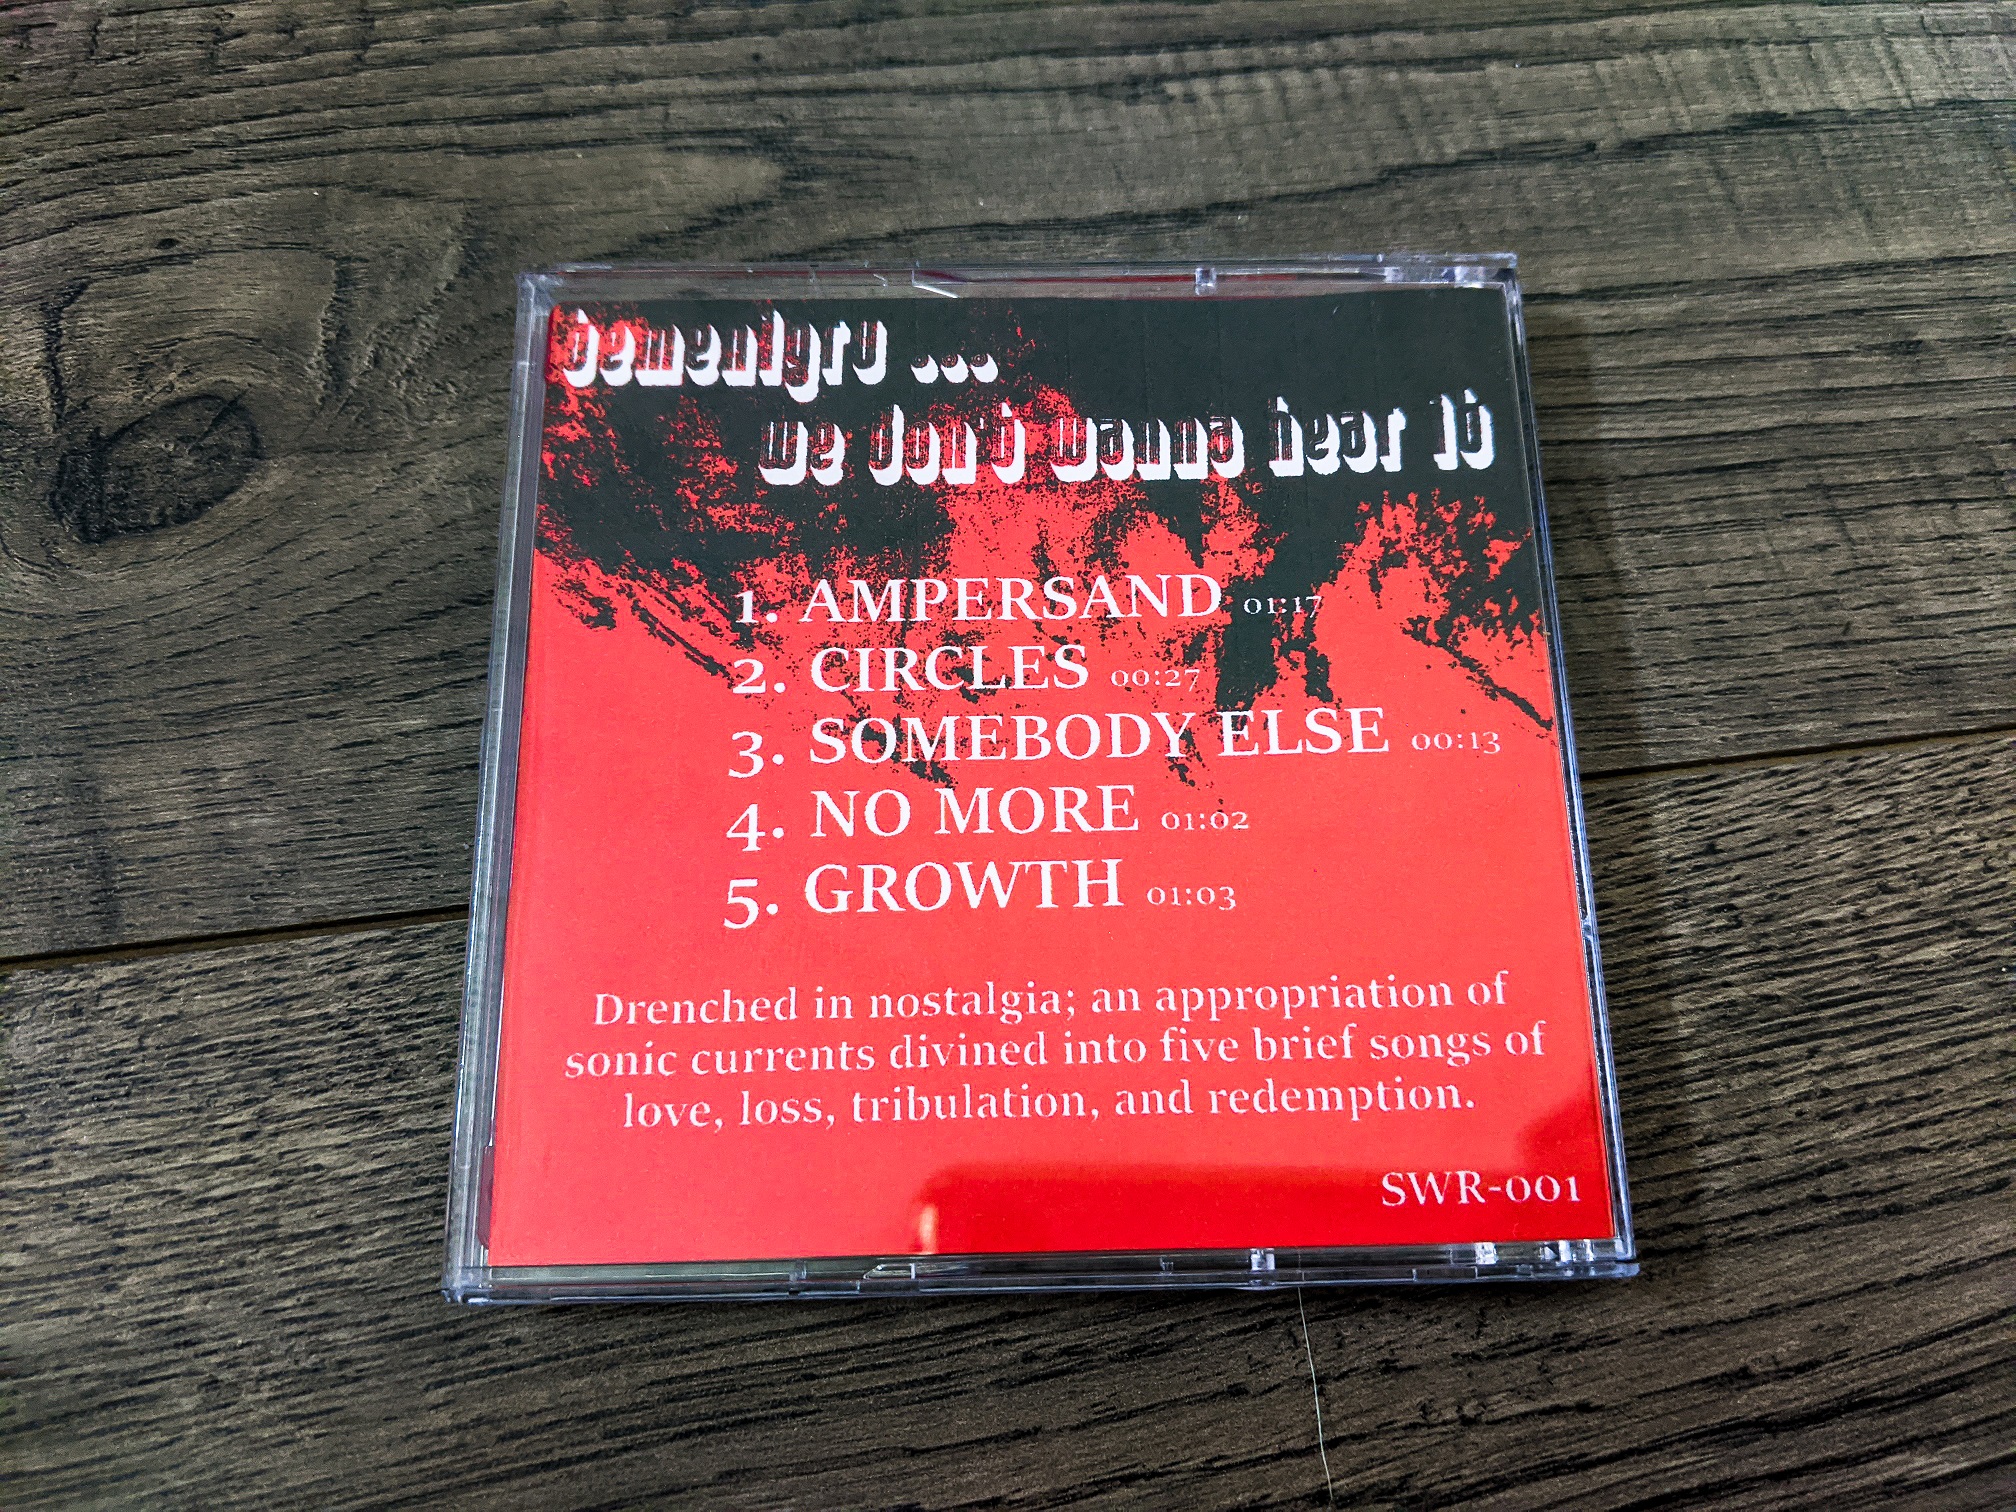 ... 
we don't wanna hear it
1. AMPERSAND 01:17
2. CIRCLES 00:27
3. SOMEBODY ELSE 00:13
4. NO MORE 01:02
5. GROWTH 01:03
Drenched in nostalgia; an appropriation of
sonic currents divined into five brief songs of
love, loss, tribulation, and redemption.
SWR-001